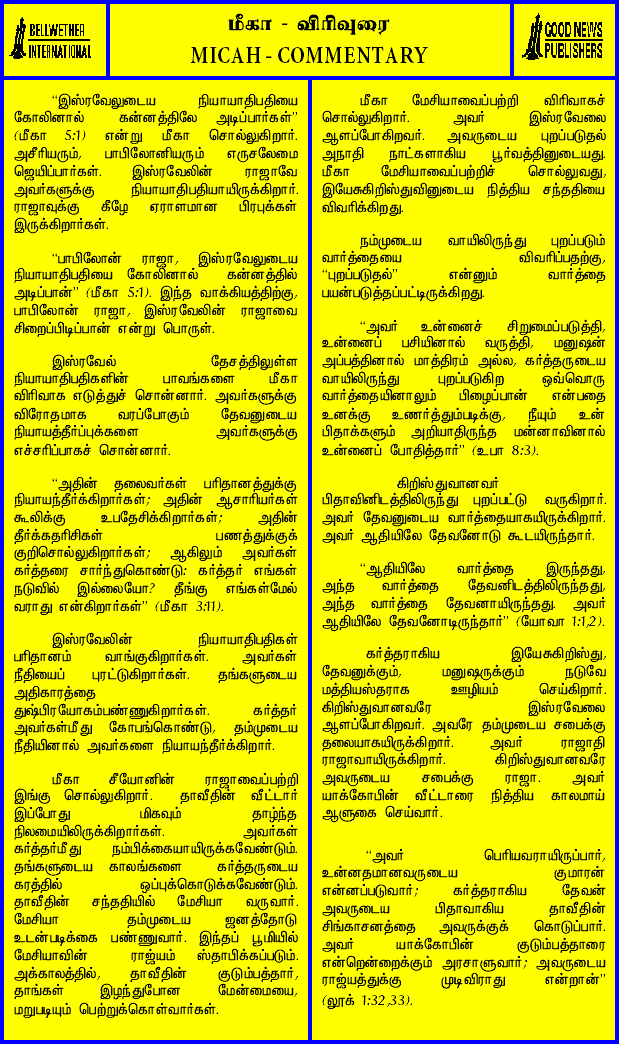 BELLWETHER
INTERNATIONAL
மீகா - விரிவுரை
MICAH - COMMENTARY
GOOD NEWS
PUBLISHERS
“இஸ்ரவேலுடைய நியாயாதிபதியை
கோலினால் கன்னத்திலே அடிப்பார்கள்”
(மீகா 5:1) என்று மீகா சொல்லுகிறார்.
அசீரியரும், பாபிலோனியரும் எருசலேமை
ஜெயிப்பார்கள். இஸ்ரவேலின் ராஜாவே
அவர்களுக்கு நியாயாதிபதியாயிருக்கிறார்.
ராஜாவுக்கு கீழே ஏராளமான பிரபுக்கள்
இருக்கிறார்கள்.
“பாபிலோன் ராஜா, இஸ்ரவேலுடைய
நியாயாதிபதியை கோலினால் கன்னத்தில்
அடிப்பான்” (மீகா 5:1). இந்த வாக்கியத்திற்கு,
பாபிலோன் ராஜா, இஸ்ரவேலின் ராஜாவை
சிறைப்பிடிப்பான் என்று பொருள்.
இஸ்ரவேல் தேசத்திலுள்ள
நியாயாதிபதிகளின் பாவங்களை மீகா
விரிவாக எடுத்துச் சொன்னார். அவர்களுக்கு
விரோதமாக வரப்போகும் தேவனுடைய
நியாயத்தீர்ப்புக்களை அவர்களுக்கு
எச்சரிப்பாகச் சொன்னார்.
“அதின் தலைவர்கள் பரிதானத்துக்கு
நியாயந்தீர்க்கிறார்கள்; அதின் ஆசாரியர்கள்
கூலிக்கு உபதேசிக்கிறார்கள்; அதின்
தீர்க்கதரிசிகள் பணத்துக்குக்
குறிசொல்லுகிறார்கள்; ஆகிலும் அவர்கள்
கர்த்தரை சார்ந்துகொண்டு: கர்த்தர் எங்கள்
நடுவில் இல்லையோ? தீங்கு எங்கள்மேல்
வராது என்கிறார்கள்” (மீகா 3:11).
இஸ்ரவேலின் நியாயாதிபதிகள்
பரிதானம் வாங்குகிறார்கள். அவர்கள்
நீதியைப் புரட்டுகிறார்கள். தங்களுடைய
அதிகாரத்தை
துஷ்பிரயோகம்பண்ணுகிறார்கள். கர்த்தர்
அவர்கள்மீது கோபங்கொண்டு, தம்முடைய
நீதியினால் அவர்களை நியாயந்தீர்க்கிறார்.
மீகா சீயோனின் ராஜாவைப்பற்றி
இங்கு சொல்லுகிறார். தாவீதின் வீட்டார்
இப்போது மிகவும் தாழ்ந்த
நிலமையிலிருக்கிறார்கள். அவர்கள்
கர்த்தர்மீது நம்பிக்கையாயிருக்கவேண்டும்.
தங்களுடைய காலங்களை கர்த்தருடைய
கரத்தில் ஒப்புக்கொடுக்கவேண்டும்.
தாவீதின் சந்ததியில் மேசியா வருவார்.
மேசியா தம்முடைய ஜனத்தோடு
உடன்படிக்கை பண்ணுவார். இந்தப் பூமியில்
மேசியாவின் ராஜ்யம் ஸ்தாபிக்கப்படும்.
அக்காலத்தில், தாவீதின் குடும்பத்தார்,
தாங்கள் இழந்துபோன மேன்மையை,
மறுபடியும் பெற்றுக்கொள்வார்கள்.
மீகா மேசியாவைப்பற்றி விரிவாகச்
சொல்லுகிறார். அவர் இஸ்ரவேலை
ஆளப்போகிறவர். அவருடைய புறப்படுதல்
அநாதி நாட்களாகிய பூர்வத்தினுடையது.
மீகா மேசியாவைப்பற்றிச் சொல்லுவது,
இயேசுகிறிஸ்துவினுடைய நித்திய சந்ததியை
விவரிக்கிறது.
நம்முடைய வாயிலிருந்து புறப்படும்
வார்த்தையை விவரிப்பதற்கு,
“புறப்படுதல்” என்னும் வார்த்தை
பயன்படுத்தப்பட்டிருக்கிறது.
“அவர் உன்னைச் சிறுமைப்படுத்தி,
உன்னைப் பசியினால் வருத்தி, மனுஷன்
அப்பத்தினால் மாத்திரம் அல்ல, கர்த்தருடைய
வாயிலிருந்து புறப்படுகிற ஒவ்வொரு
வார்த்தையினாலும் பிழைப்பான் என்பதை
உனக்கு உணர்த்தும்படிக்கு, நீயும் உன்
பிதாக்களும் அறியாதிருந்த மன்னாவினால்
உன்னைப் போதித்தார்” (உபா 8:3).
கிறிஸ்துவானவர்
பிதாவினிடத்திலிருந்து புறப்பட்டு வருகிறார்.
அவர் தேவனுடைய வார்த்தையாகயிருக்கிறார்.
அவர் ஆதியிலே தேவனோடு கூடயிருந்தார்.
“ஆதியிலே வார்த்தை இருந்தது,
அந்த வார்த்தை தேவனிடத்திலிருந்தது,
அந்த வார்த்தை தேவனாயிருந்தது. அவர்
ஆதியிலே தேவனோடிருந்தார்” (யோவா 1:1,2).
கர்த்தராகிய இயேசுகிறிஸ்து,
தேவனுக்கும், மனுஷருக்கும் நடுவே
மத்தியஸ்தராக ஊழியம் செய்கிறார்.
கிறிஸ்துவானவரே இஸ்ரவேலை
ஆளப்போகிறவர். அவரே தம்முடைய சபைக்கு
தலையாகயிருக்கிறார். அவர் ராஜாதி
ராஜாவாயிருக்கிறார். கிறிஸ்துவானவரே
அவருடைய சபைக்கு ராஜா. அவர்
யாக்கோபின் வீட்டாரை நித்திய காலமாய்
ஆளுகை செய்வார்.
“அவர் பெரியவராயிருப்பார்,
உன்னதமானவருடைய குமாரன்
என்னப்படுவார்; கர்த்தராகிய தேவன்
அவருடைய பிதாவாகிய தாவீதின்
சிங்காசனத்தை அவருக்குக் கொடுப்பார்.
அவர் யாக்கோபின் குடும்பத்தாரை
என்றென்றைக்கும் அரசாளுவார்; அவருடைய
ராஜ்யத்துக்கு முடிவிராது என்றான்”
(லூக் 1:32,33).